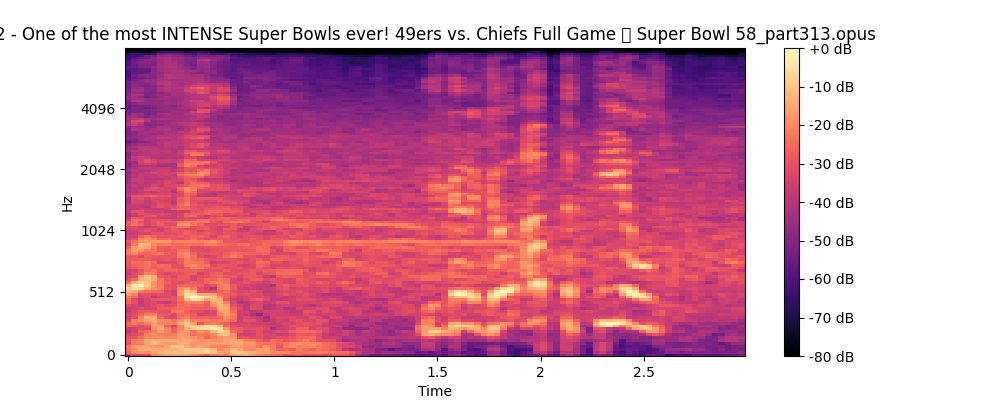 2 - One of the most INTENSE Super Bowls ever! 49ers vs. Chiefs Full Game 🏈 Super Bowl 58_part313.opus
+0 dB
-10 dB
-20 dB
-30 dB
-40 dB
-50 dB
-60 dB
-70 dB
-80 dB
4096
2048
1024
512
0
Hz
0
0.5
1
1.5
2
2.5
Time